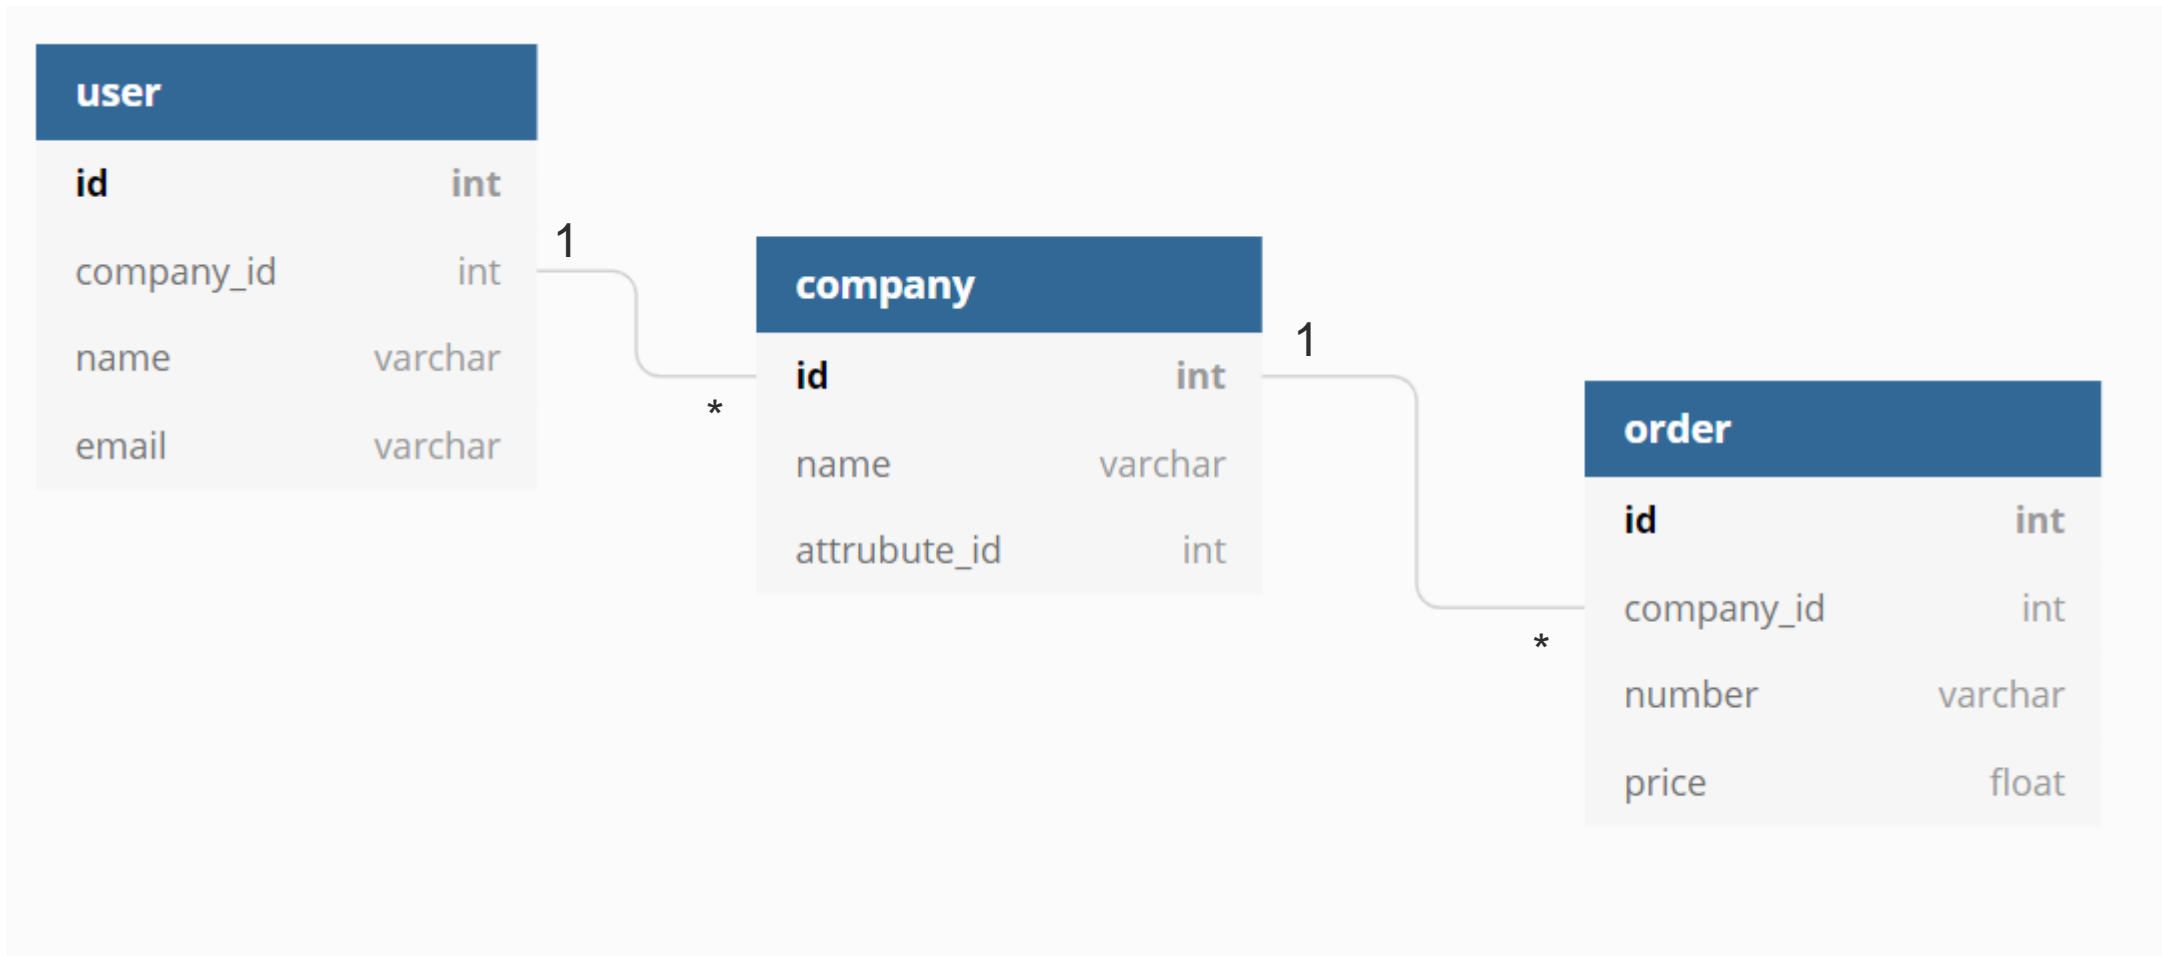 user
id int
company_id int
name varchar
email varchar
1
*
company
id int
name varchar
attrubute_id int
1
*
order
id int
company_id int
number varchar
price float